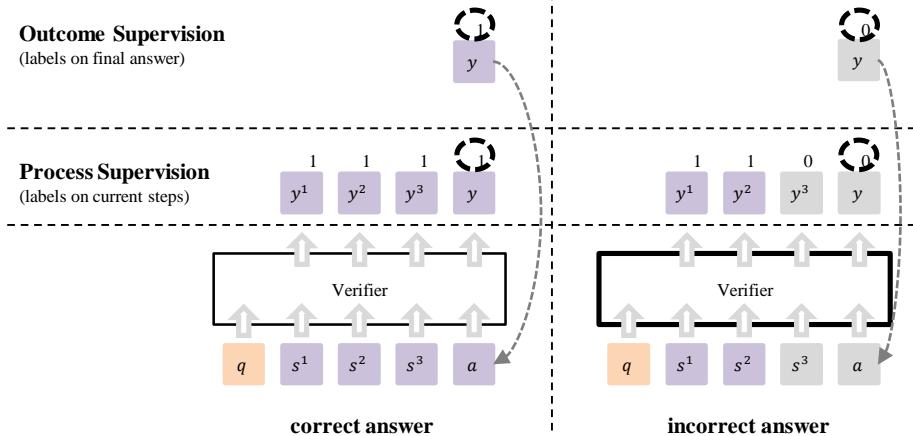 Outcome Supervision
(labels on final answer)
1
y
0
y
Process Supervision
(labels on current steps)
1 1 1 1
y¹ y² y³ y
1 1 0 0
y¹ y² y³ y
Verifier
q s¹ s² s³ a
correct answer
Verifier
q s¹ s² s³ a
incorrect answer